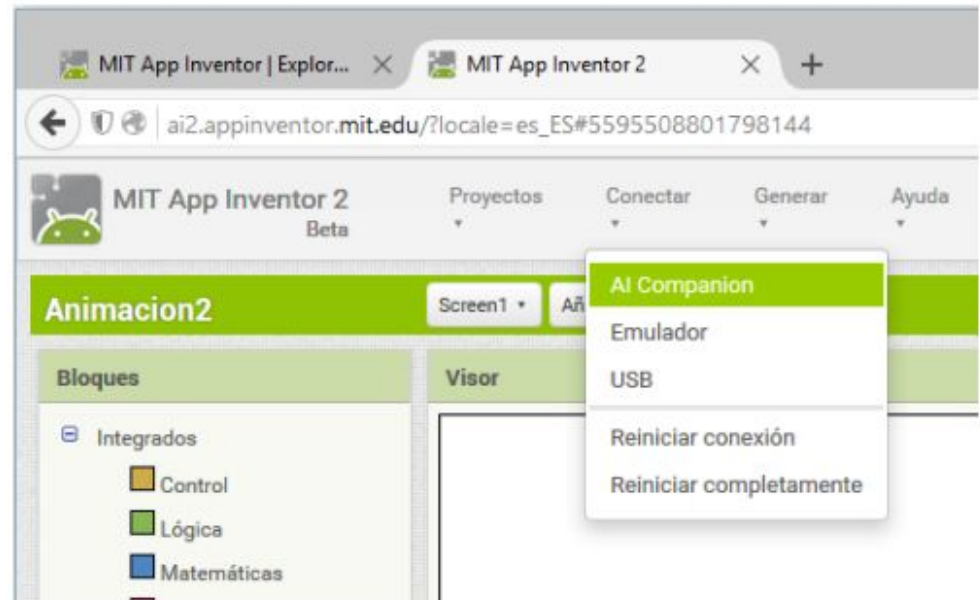 MIT App Inventor | Explor...
MIT App Inventor 2
ai2.appinventor.mit.edu/?locale=es_ES#5595508801798144
MIT App Inventor 2
Beta
Proyectos
Conectar
Generar
Ayuda
Animacion2
Screen1
Añ
AI Companion
Emulador
USB
Reiniciar conexión
Reiniciar completamente
Bloques
Visor
Integrados
Control
Lógica
Matemáticas